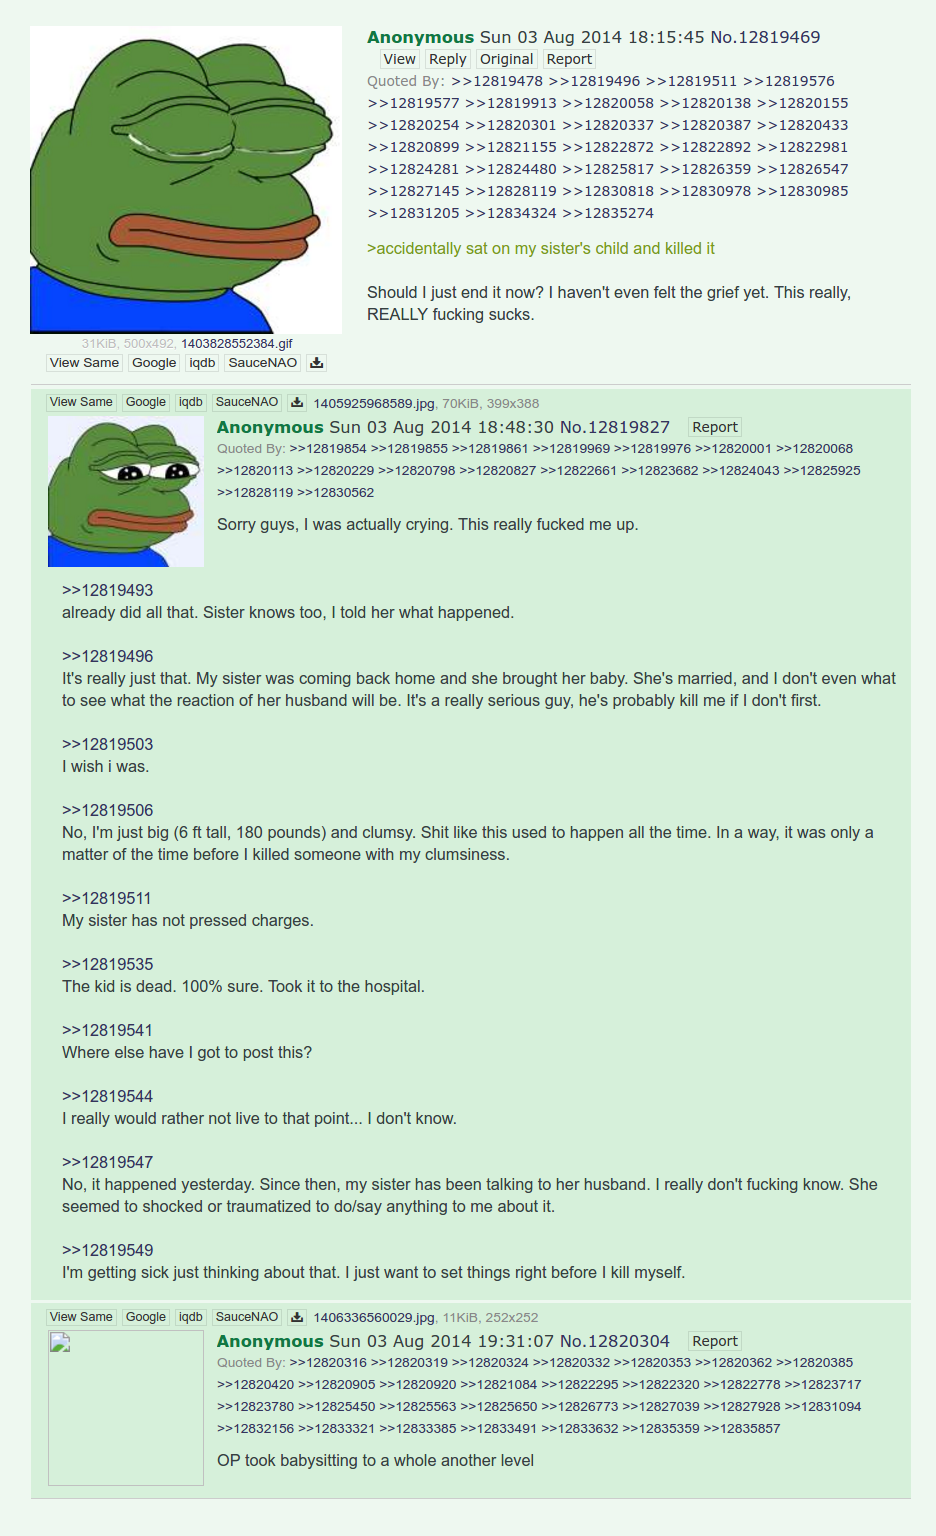 Anonymous Sun 03 Aug 2014 18:15:45 No.12819469
View Reply Original Report
Quoted By: >>12819478 >>12819496 >>12819511 >>12819576
>>12819577 >>12819913 >>12820058 >>12820138 >>12820155
>>12820254 >>12820301 >>12820337 >>12820387 >>12820433
>>12820899 >>12821155 >>12822872 >>12822892 >>12822981
>>12824281 >>12824480 >>12825817 >>12826359 >>12826547
>>12827145 >>12828119 >>12830818 >>12830978 >>12830985
>>12831205 >>12834324 >>12835274
>accidentally sat on my sister's child and killed it
Should I just end it now? I haven't even felt the grief yet. This really,
REALLY fucking sucks.
31KiB, 500x492, 1403828552384.gif
View Same Google iqdb SauceNAO
View Same Google iqdb SauceNAO 1405925968589.jpg, 70KiB, 399x388
Anonymous Sun 03 Aug 2014 18:48:30 No.12819827 Report
Quoted By: >>12819854 >>12819855 >>12819861 >>12819969 >>12819976 >>12820001 >>12820068
>>12820113 >>12820229 >>12820798 >>12820827 >>12822661 >>12823682 >>12824043 >>12825925
>>12828119 >>12830562
Sorry guys, I was actually crying. This really fucked me up.
>>12819493
already did all that. Sister knows too, I told her what happened.
>>12819496
It's really just that. My sister was coming back home and she brought her baby. She's married, and I don't even what
to see what the reaction of her husband will be. It's a really serious guy, he's probably kill me if I don't first.
>>12819503
I wish i was.
>>12819506
No, I'm just big (6 ft tall, 180 pounds) and clumsy. Shit like this used to happen all the time. In a way, it was only a
matter of the time before I killed someone with my clumsiness.
>>12819511
My sister has not pressed charges.
>>12819535
The kid is dead. 100% sure. Took it to the hospital.
>>12819541
Where else have I got to post this?
>>12819544
I really would rather not live to that point... I don't know.
>>12819547
No, it happened yesterday. Since then, my sister has been talking to her husband. I really don't fucking know. She
seemed to shocked or traumatized to do/say anything to me about it.
>>12819549
I'm getting sick just thinking about that. I just want to set things right before I kill myself.
View Same Google iqdb SauceNAO 1406336560029.jpg, 11KiB, 252x252
Anonymous Sun 03 Aug 2014 19:31:07 No.12820304 Report
Quoted By: >>12820316 >>12820319 >>12820324 >>12820332 >>12820353 >>12820362 >>12820385
>>12820420 >>12820905 >>12820920 >>12821084 >>12822295 >>12822320 >>12822778 >>12823717
>>12823780 >>12825450 >>12825563 >>12825650 >>12826773 >>12827039 >>12827928 >>12831094
>>12832156 >>12833321 >>12833385 >>12833491 >>12833632 >>12835359 >>12835857
OP took babysitting to a whole another level